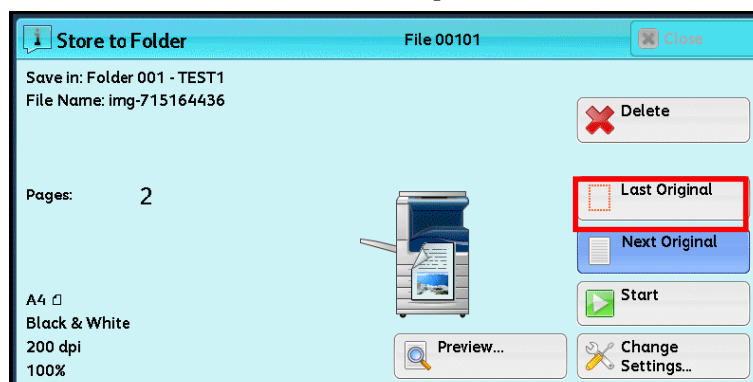 Store to Folder
File 00101
Close
Save in: Folder 001 - TEST1
File Name: img-715164436
Delete
Pages: 2
Last Original
Next Original
A4
Start
Black & White
200 dpi
Preview...
Change
Settings...
100%